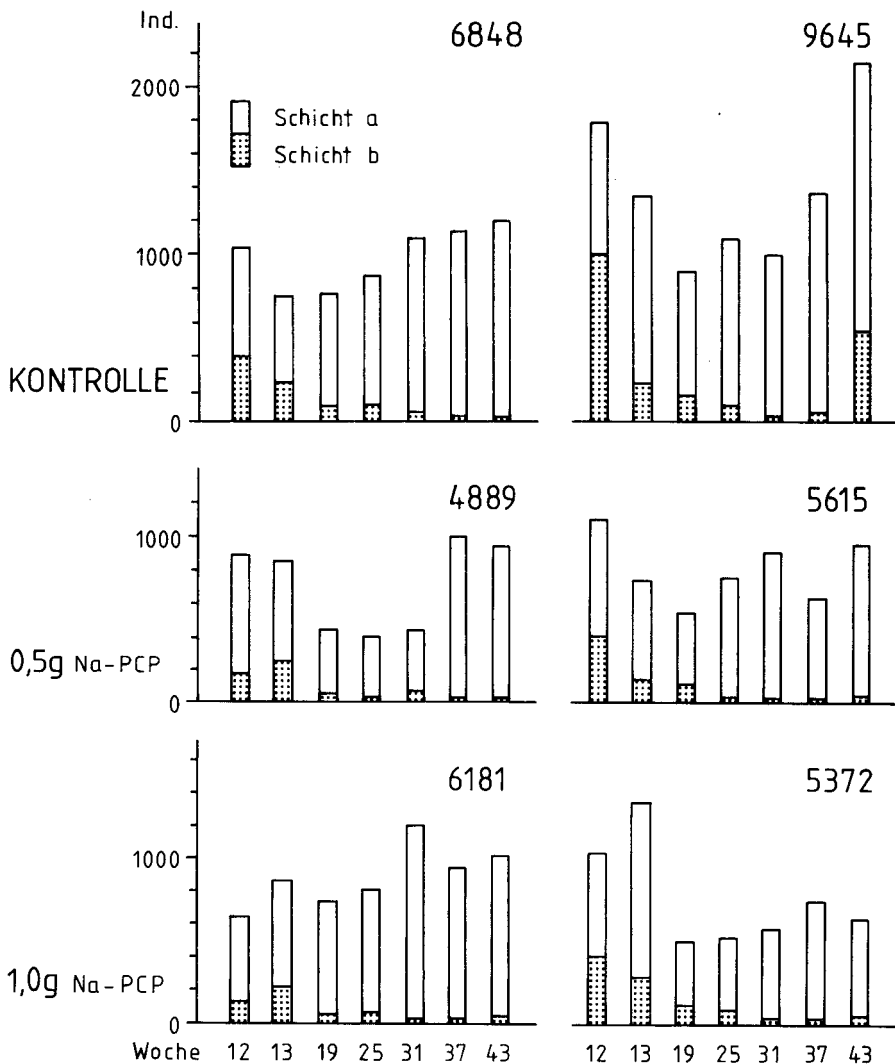 Ind.
6848
9645
2000
Schicht a
Schicht b
1000
KONTROLLE
0
4889
5615
1000
0,5g Na-PCP
0
6181
5372
1000
1,0g Na-PCP
0
Woche 12 13 19 25 31 37 43 12 13 19 25 31 37 43